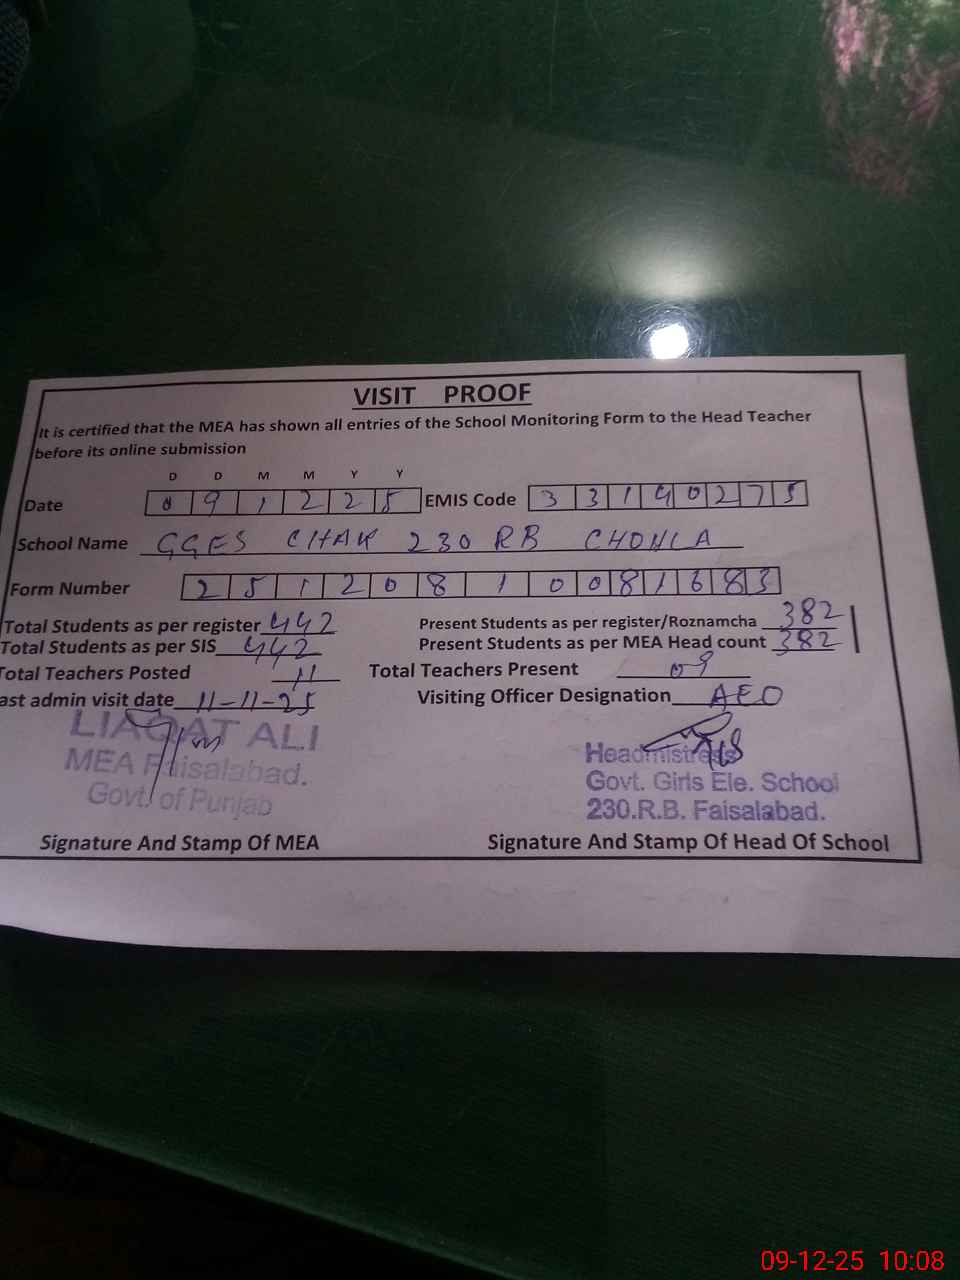 VISIT PROOF
It is certified that the MEA has shown all entries of the School Monitoring Form to the Head Teacher
before its online submission
D D M M Y Y
Date 0 9 1 2 2 5 EMIS Code 3 3 1 4 0 2 7 5
School Name GGES CHAK 230 RB CHOHLA
Form Number 2 5 1 2 0 8 1 0 0 8 1 6 8 3
Total Students as per register 442 Present Students as per register/Roznamcha 382
Total Students as per SIS 442 Present Students as per MEA Head count 382
Total Teachers Posted 11 Total Teachers Present 09
ast admin visit date 11-11-25 Visiting Officer Designation AEO
LIAQAT ALI
MEA Faisalabad.
Govt. of Punjab
Headmistress
Govt. Girls Ele. School
230.R.B. Faisalabad.
Signature And Stamp Of MEA Signature And Stamp Of Head Of School
09-12-25 10:08